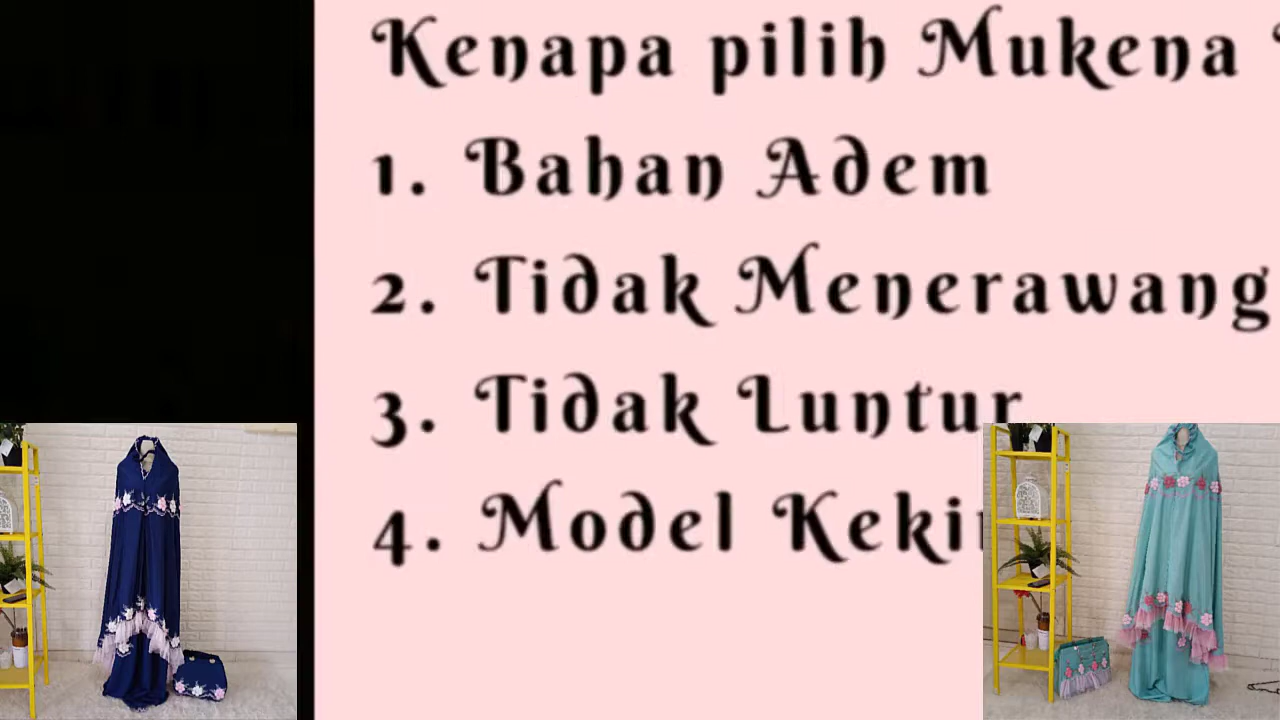 Kenapa pilih Mukena
1. Bahan Adem
2. Tidak Menerawang
3. Tidak Luntur
4. Model